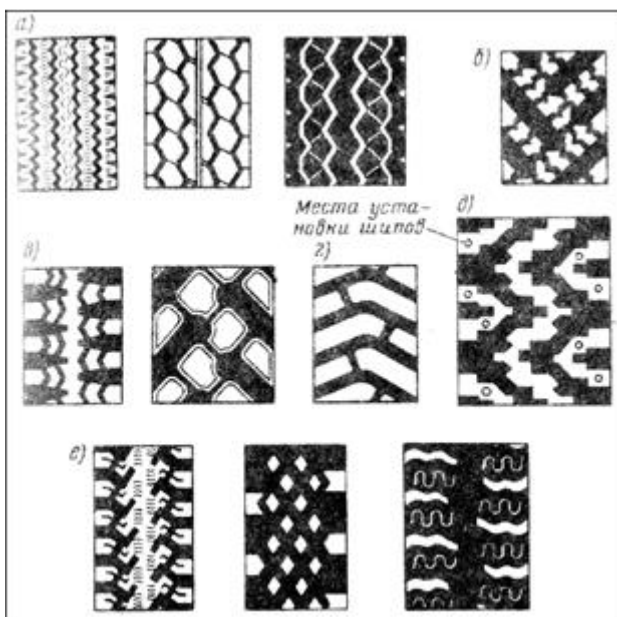 а)
б)
Места уста-
новки шипов
д)
в)
г)
е)